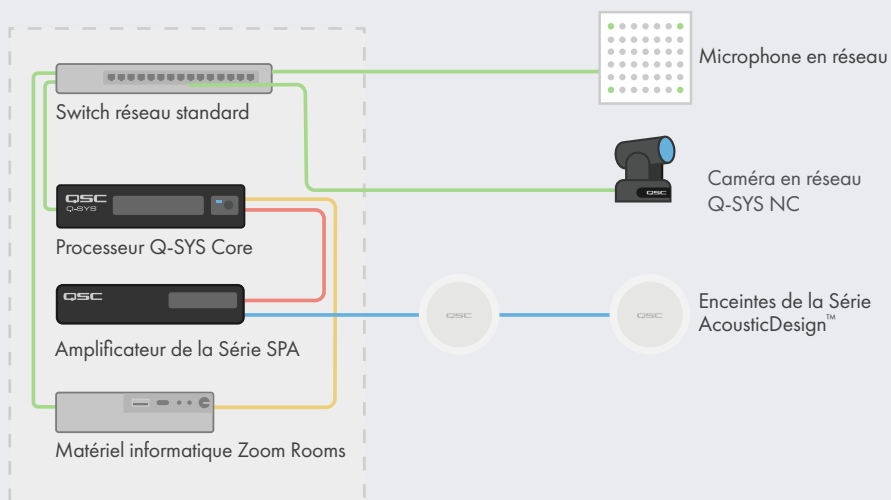 Microphone en réseau
Switch réseau standard
QSC
Caméra en réseau
Q-SYS NC
QSC
Q-SYS
Processeur Q-SYS Core
QSC
Amplificateur de la Série SPA
QSC
QSC
Enceintes de la Série
AcousticDesign™
Matériel informatique Zoom Rooms